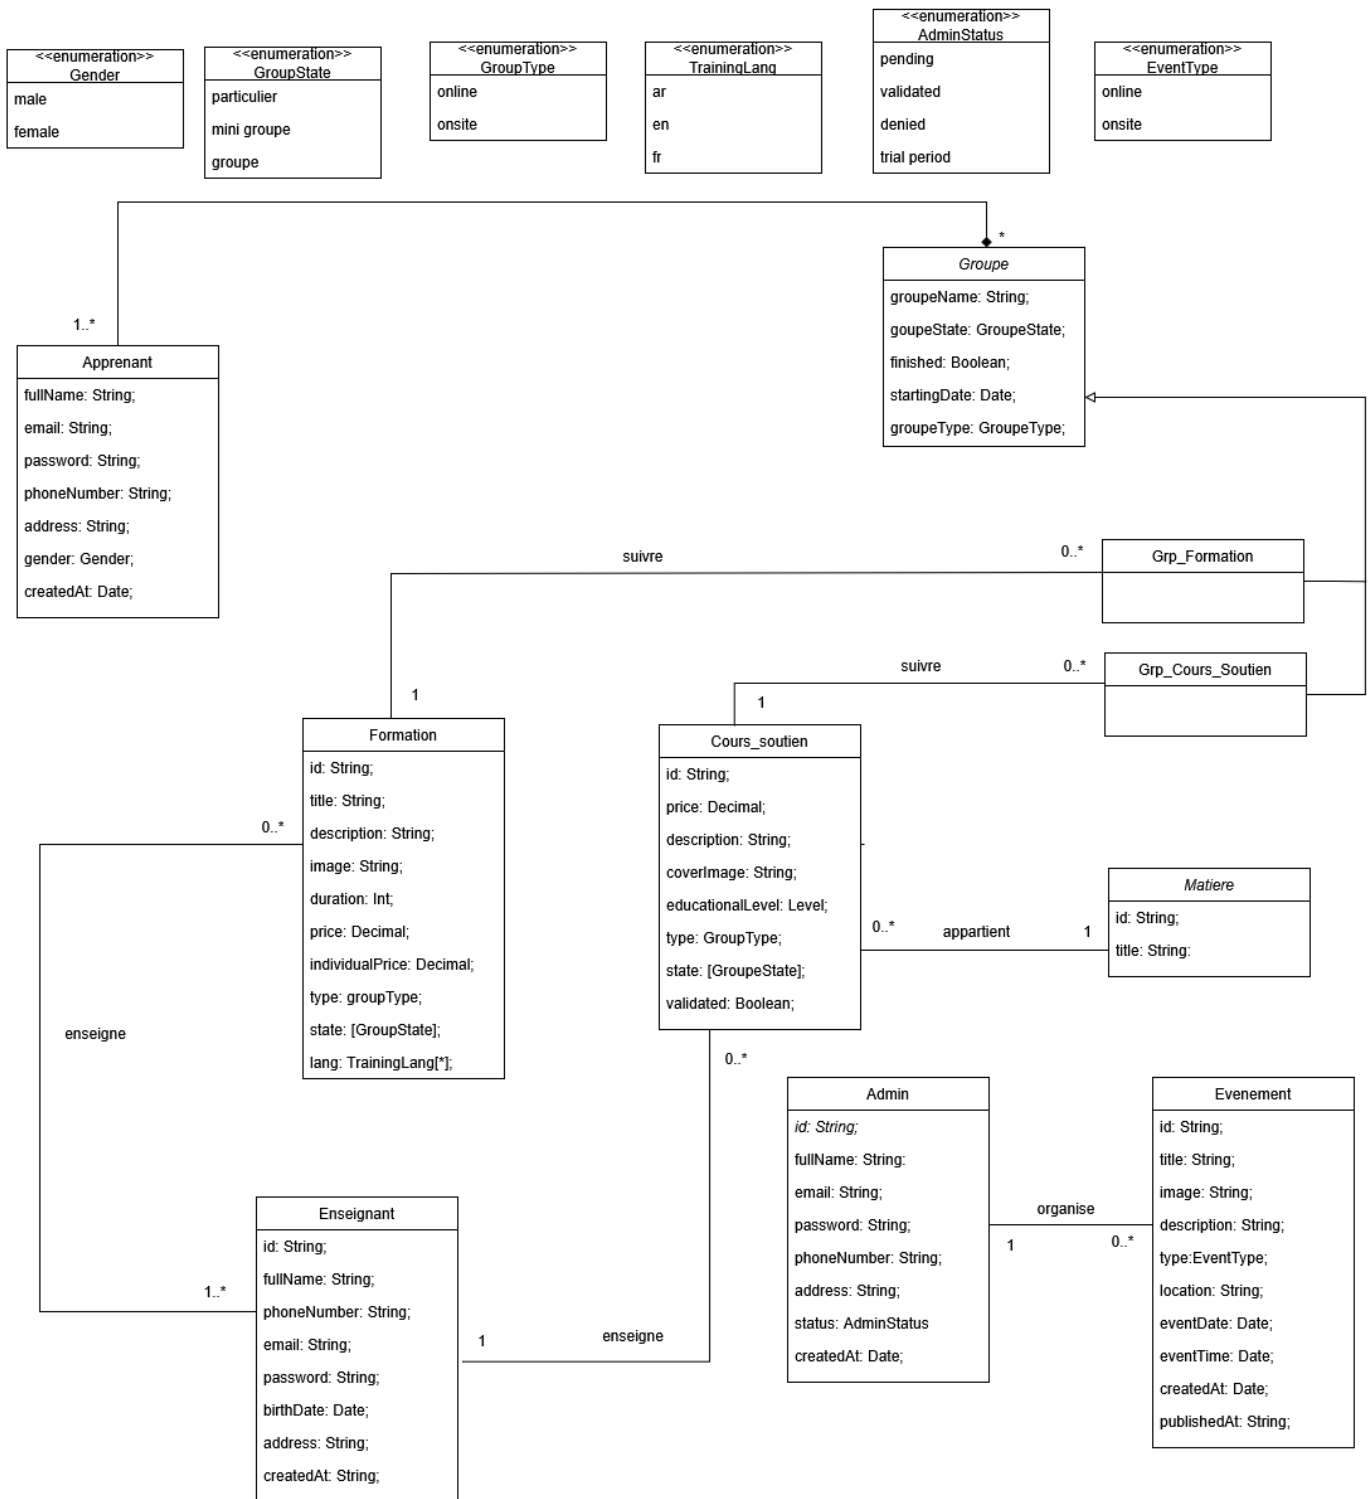 <<enumeration>>
Gender
male
female
<<enumeration>>
GroupState
particulier
mini groupe
groupe
<<enumeration>>
GroupType
online
onsite
<<enumeration>>
TrainingLang
ar
en
fr
<<enumeration>>
AdminStatus
pending
validated
denied
trial period
<<enumeration>>
EventType
online
onsite
*
Groupe
groupeName: String;
goupeState: GroupeState;
finished: Boolean;
startingDate: Date;
groupeType: GroupeType;
1..*
Apprenant
fullName: String;
email: String;
password: String;
phoneNumber: String;
address: String;
gender: Gender;
createdAt: Date;
suivre
0..*
Grp_Formation
suivre
0..*
Grp_Cours_Soutien
1
1
Formation
id: String;
title: String;
description: String;
image: String;
duration: Int;
price: Decimal;
individualPrice: Decimal;
type: groupType;
state: [GroupState];
lang: TrainingLang[*];
Cours_soutien
id: String;
price: Decimal;
description: String;
coverImage: String;
educationalLevel: Level;
type: GroupType;
state: [GroupeState];
validated: Boolean;
0..*
appartient
1
Matiere
id: String;
title: String:
0..*
enseigne
1..*
0..*
enseigne
1
Enseignant
id: String;
fullName: String;
phoneNumber: String;
email: String;
password: String;
birthDate: Date;
address: String;
createdAt: String;
Admin
id: String;
fullName: String:
email: String;
password: String;
phoneNumber: String;
address: String;
status: AdminStatus
createdAt: Date;
organise
1
0..*
Evenement
id: String;
title: String;
image: String;
description: String;
type:EventType;
location: String;
eventDate: Date;
eventTime: Date;
createdAt: Date;
publishedAt: String;